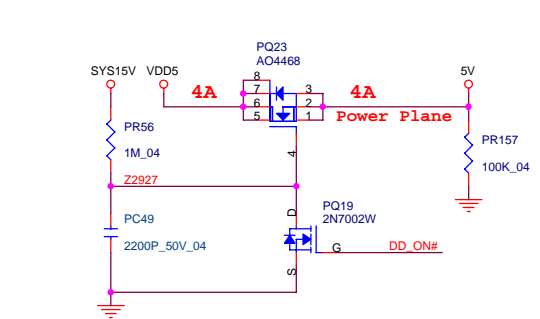 PQ23
AO4468
SYS15V VDD5 5V
8
7 3
4A 6 2 4A
5 1 Power Plane
PR56
1M_04
PR157
100K_04
4
Z2927
PC49
2200P_50V_04
PQ19
2N7002W
D
G DD_ON#
S